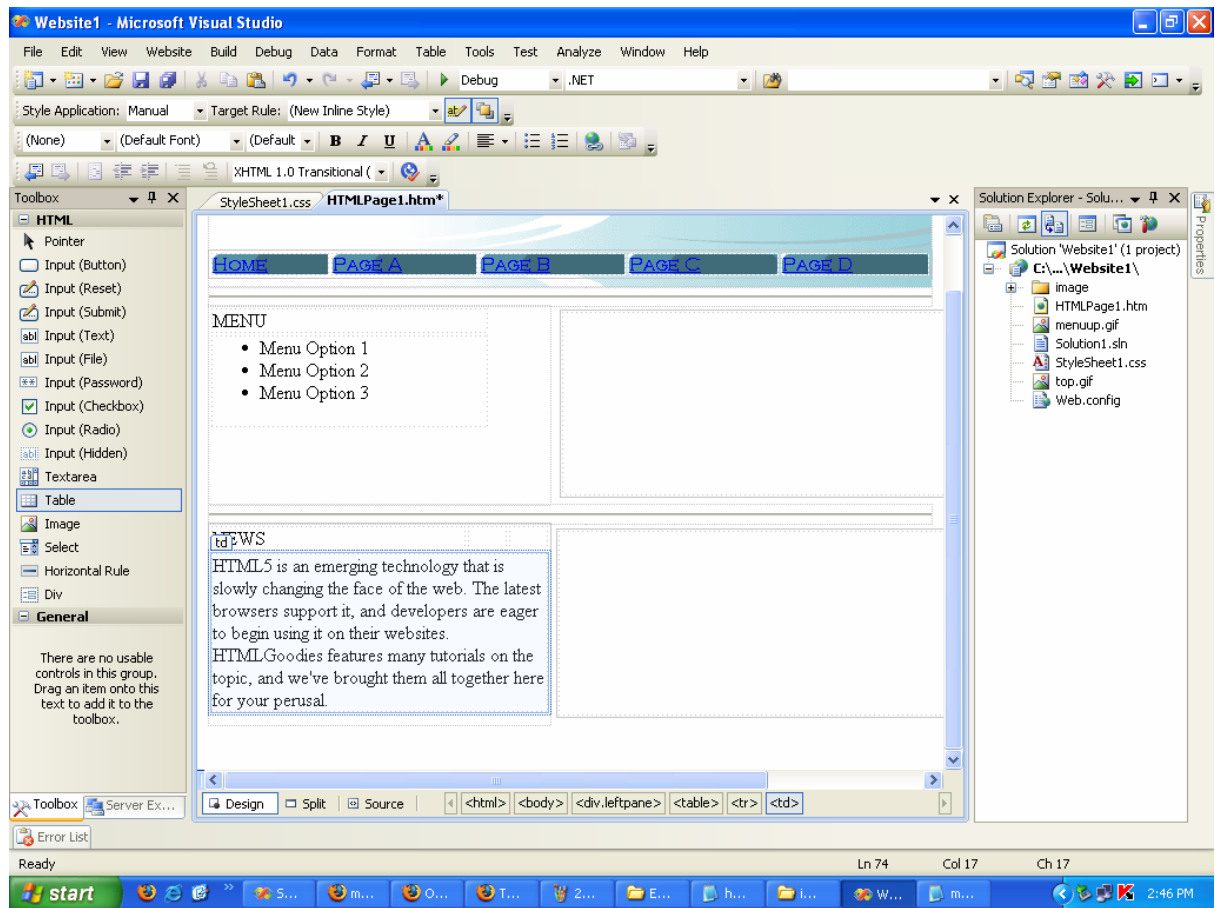 Website1 - Microsoft Visual Studio
File Edit View Website Build Debug Data Format Table Tools Test Analyze Window Help
Debug .NET
Style Application: Manual Target Rule: (New Inline Style)
(None) (Default Font) (Default B I U A
XHTML 1.0 Transitional (
Toolbox
HTML
Pointer
Input (Button)
Input (Reset)
Input (Submit)
Input (Text)
Input (File)
Input (Password)
Input (Checkbox)
Input (Radio)
Input (Hidden)
Textarea
Table
Image
Select
Horizontal Rule
Div
General
There are no usable
controls in this group.
Drag an item onto this
text to add it to the
toolbox.
Toolbox Server Ex...
StyleSheet1.css HTMLPage1.htm*
Home Page A Page B Page C Page D
MENU
Menu Option 1
Menu Option 2
Menu Option 3
td
NEWS
HTML5 is an emerging technology that is
slowly changing the face of the web. The latest
browsers support it, and developers are eager
to begin using it on their websites.
HTMLGoodies features many tutorials on the
topic, and we've brought them all together here
for your perusal.
Design Split Source <html> <body> <div.leftpane> <table> <tr> <td>
Solution Explorer - Solu...
Solution 'Website1' (1 project)
C:\...\Website1\
image
HTMLPage1.htm
menuup.gif
Solution1.sln
StyleSheet1.css
top.gif
Web.config
Properties
Error List
Ready Ln 74 Col 17 Ch 17
start S... m... O... T... 2... E... h... i... W... m... 2:46 PM